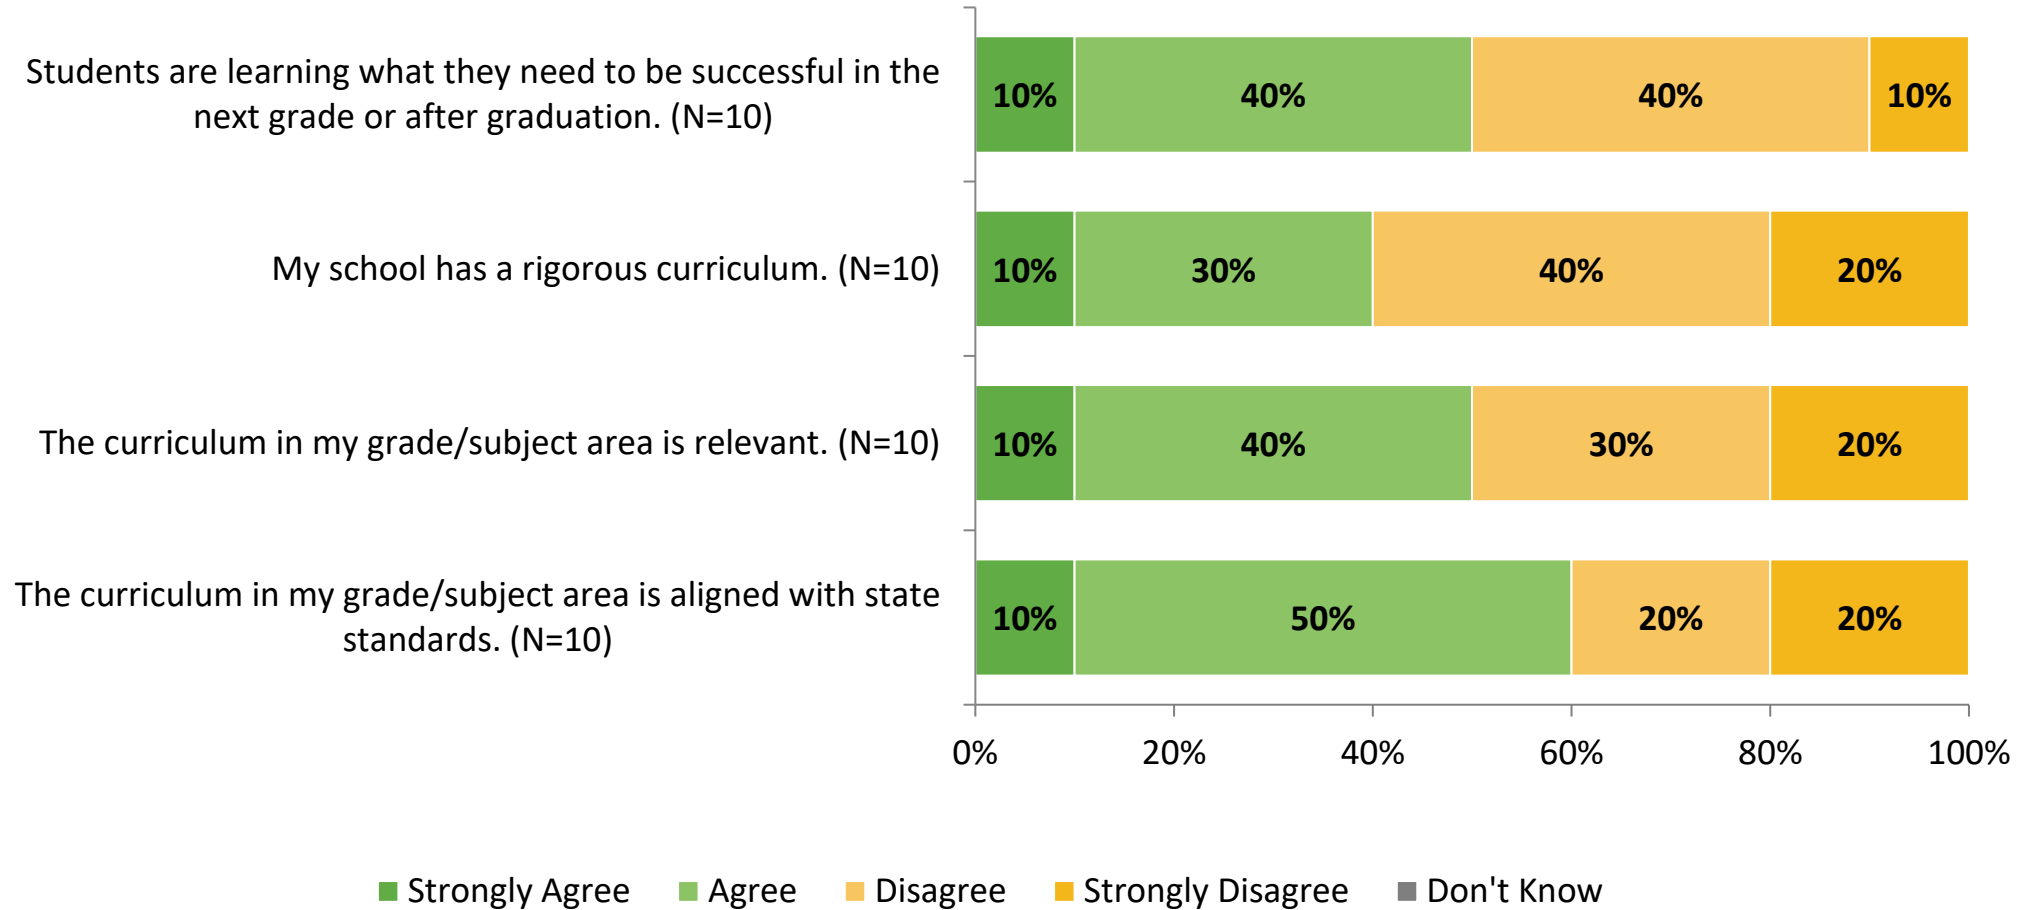 Students are learning what they need to be successful in the
next grade or after graduation. (N=10)
10% 40% 40% 10%
My school has a rigorous curriculum. (N=10)
10% 30% 40% 20%
The curriculum in my grade/subject area is relevant. (N=10)
10% 40% 30% 20%
The curriculum in my grade/subject area is aligned with state
standards. (N=10)
10% 50% 20% 20%
0% 20% 40% 60% 80% 100%
Strongly Agree Agree Disagree Strongly Disagree Don't Know